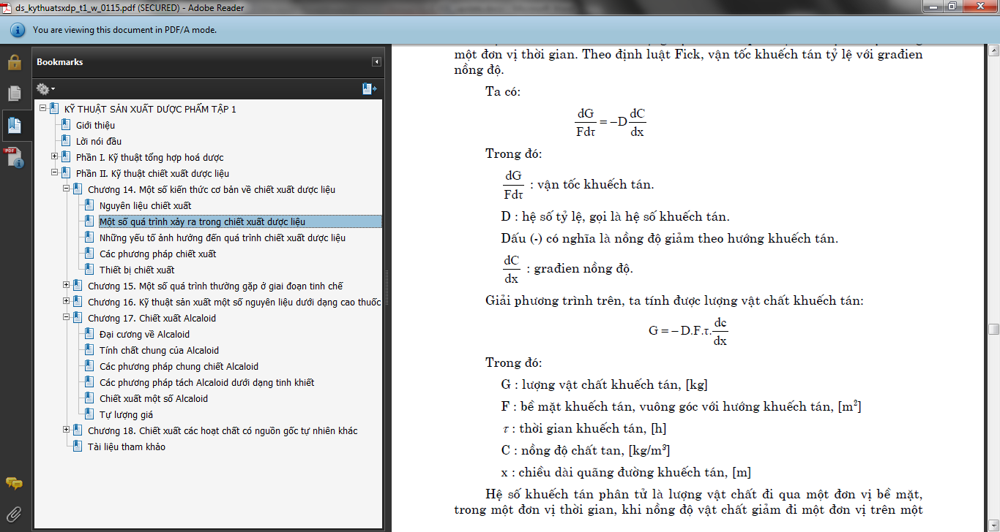 ds_kythuatsxdp_t1_w_0115.pdf (SECURED) - Adobe Reader
You are viewing this document in PDF/A mode.
Bookmarks
KỸ THUẬT SẢN XUẤT DƯỢC PHẨM TẬP 1
Giới thiệu
Lời nói đầu
Phần I. Kỹ thuật tổng hợp hoá dược
Phần II. Kỹ thuật chiết xuất dược liệu
Chương 14. Một số kiến thức cơ bản về chiết xuất dược liệu
Nguyên liệu chiết xuất
Một số quá trình xảy ra trong chiết xuất dược liệu
Những yếu tố ảnh hưởng đến quá trình chiết xuất dược liệu
Các phương pháp chiết xuất
Thiết bị chiết xuất
Chương 15. Một số quá trình thường gặp ở giai đoạn tinh chế
Chương 16. Kỹ thuật sản xuất một số nguyên liệu dưới dạng cao thuốc
Chương 17. Chiết xuất Alcaloid
Đại cương về Alcaloid
Tính chất chung của Alcaloid
Các phương pháp chung chiết Alcaloid
Các phương pháp tách Alcaloid dưới dạng tinh khiết
Chiết xuất một số Alcaloid
Tự lượng giá
Chương 18. Chiết xuất các hoạt chất có nguồn gốc tự nhiên khác
Tài liệu tham khảo
một đơn vị thời gian. Theo định luật Fick, vận tốc khuếch tán tỷ lệ với građien
nồng độ.
Ta có:
dG/Fdτ = −D dC/dx
Trong đó:
dG/Fdτ : vận tốc khuếch tán.
D : hệ số tỷ lệ, gọi là hệ số khuếch tán.
Dấu (-) có nghĩa là nồng độ giảm theo hướng khuếch tán.
dC/dx : građien nồng độ.
Giải phương trình trên, ta tính được lượng vật chất khuếch tán:
G = − D.F.τ. dc/dx
Trong đó:
G : lượng vật chất khuếch tán, [kg]
F : bề mặt khuếch tán, vuông góc với hướng khuếch tán, [m²]
τ : thời gian khuếch tán, [h]
C : nồng độ chất tan, [kg/m³]
x : chiều dài quãng đường khuếch tán, [m]
Hệ số khuếch tán phân tử là lượng vật chất đi qua một đơn vị bề mặt,
trong một đơn vị thời gian, khi nồng độ vật chất giảm đi một đơn vị trên một